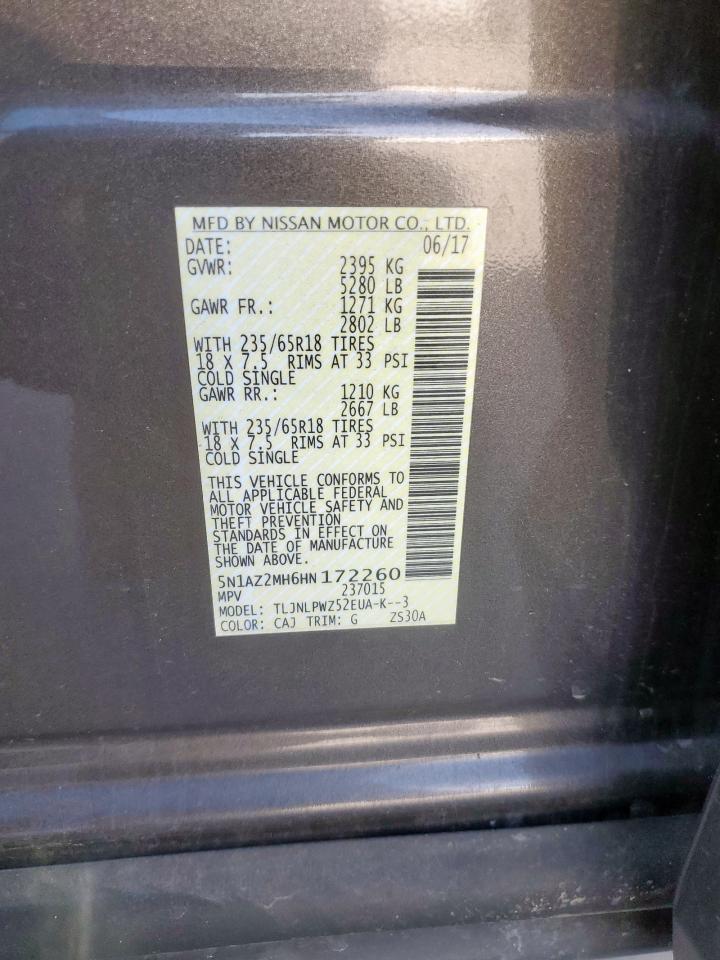 MFD BY NISSAN MOTOR CO., LTD.
DATE: 06/17
GVWR: 2395 KG
5280 LB
GAWR FR.: 1271 KG
2802 LB
WITH 235/65R18 TIRES
18 X 7.5 RIMS AT 33 PSI
COLD SINGLE
GAWR RR.: 1210 KG
2667 LB
WITH 235/65R18 TIRES
18 X 7.5 RIMS AT 33 PSI
COLD SINGLE
THIS VEHICLE CONFORMS TO
ALL APPLICABLE FEDERAL
MOTOR VEHICLE SAFETY AND
THEFT PREVENTION
STANDARDS IN EFFECT ON
THE DATE OF MANUFACTURE
SHOWN ABOVE.
5N1AZ2MH6HN172260
MPV 237015
MODEL: TLJNLPWZ52EUA-K--3
COLOR: CAJ TRIM: G ZS30A